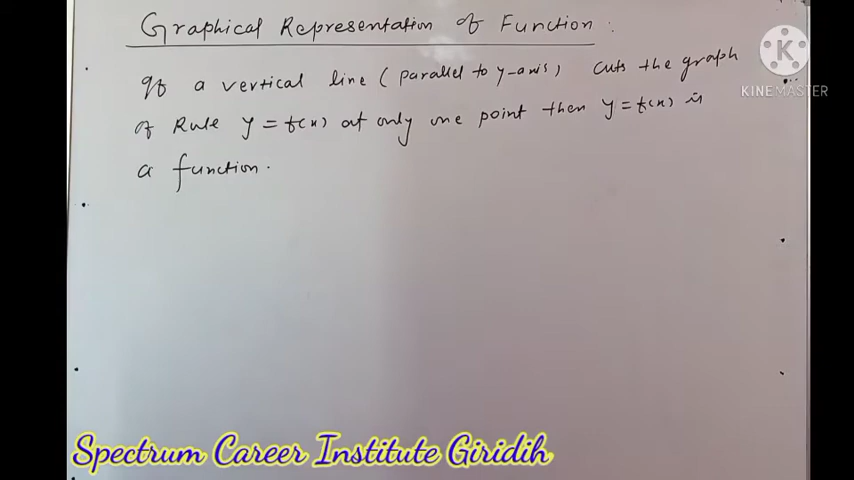 Graphical Representation of Function :
If a vertical line ( parallel to y-axis ) cuts the graph
of Rule y = f(x) at only one point then y = f(x) is
a function.
KINEMASTER
Spectrum Career Institute Giridih